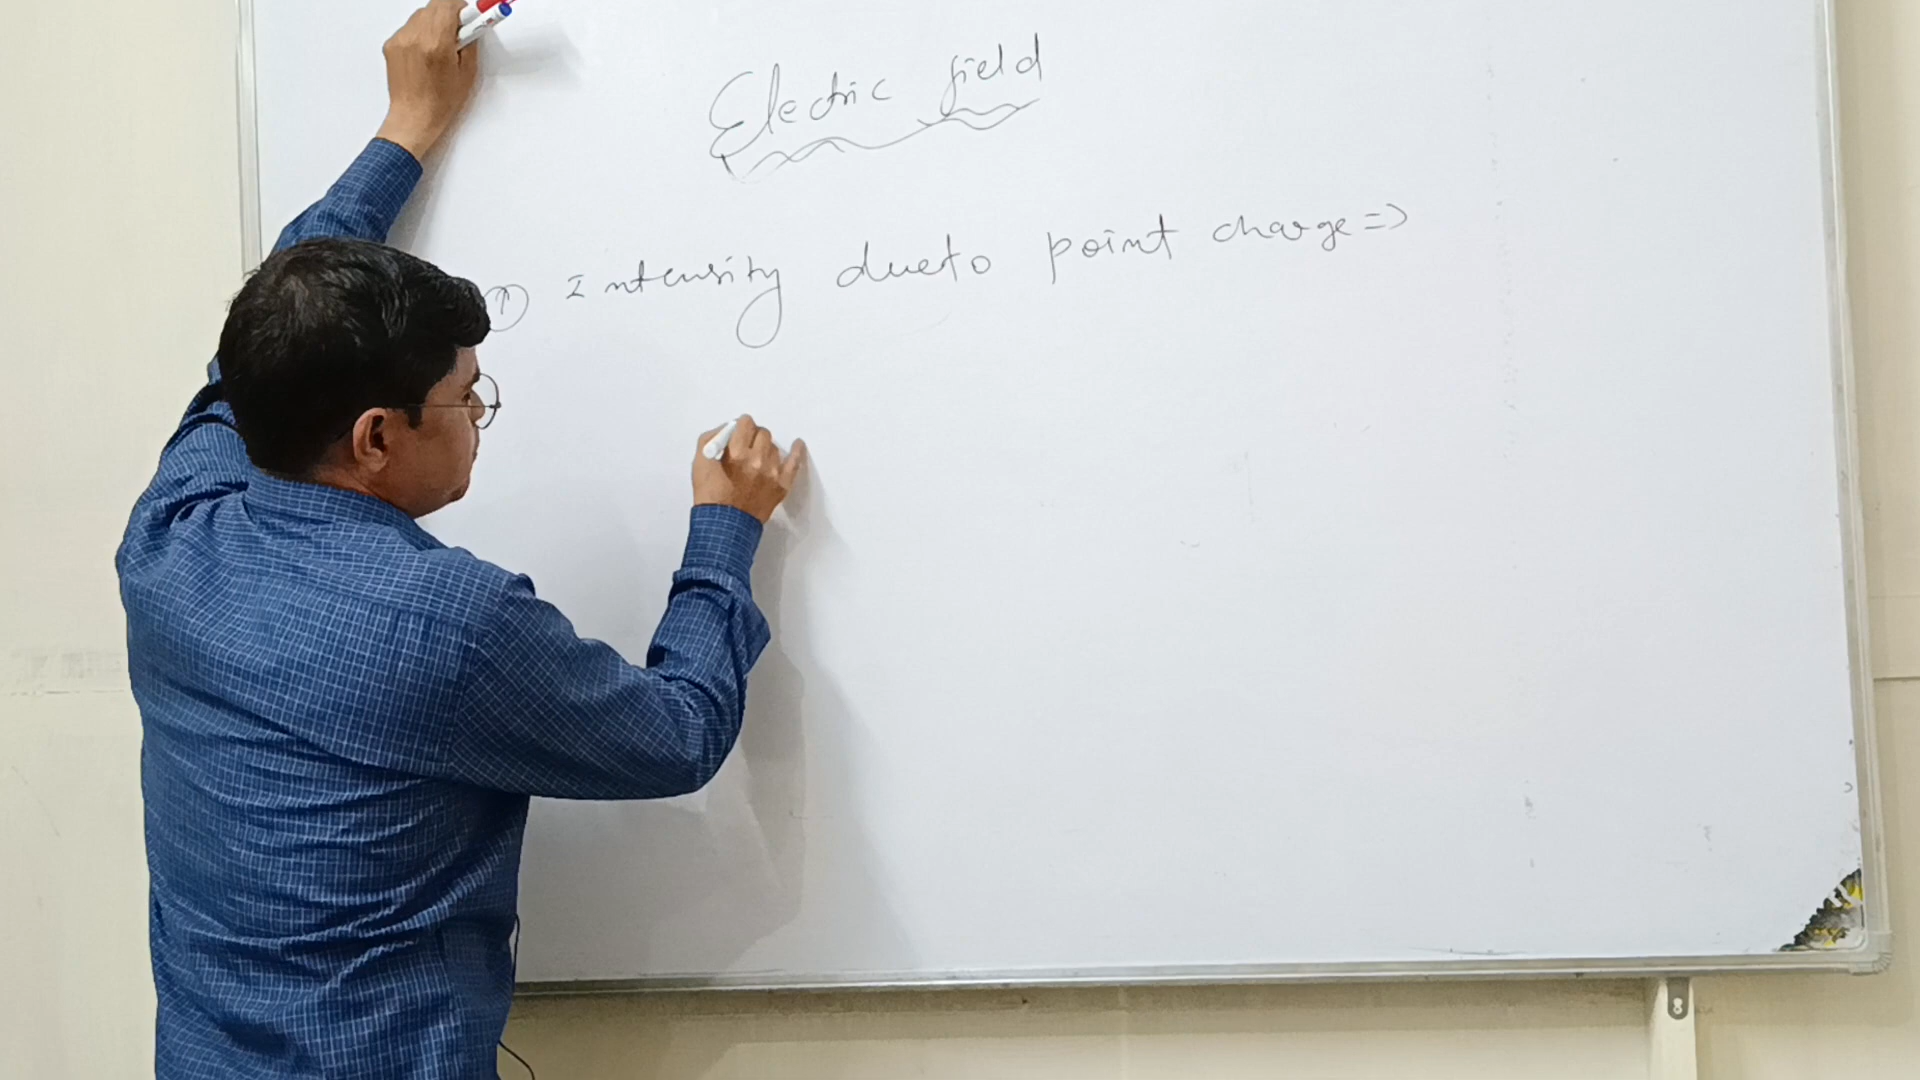 Electric field
① Intensity dueto point charge =>